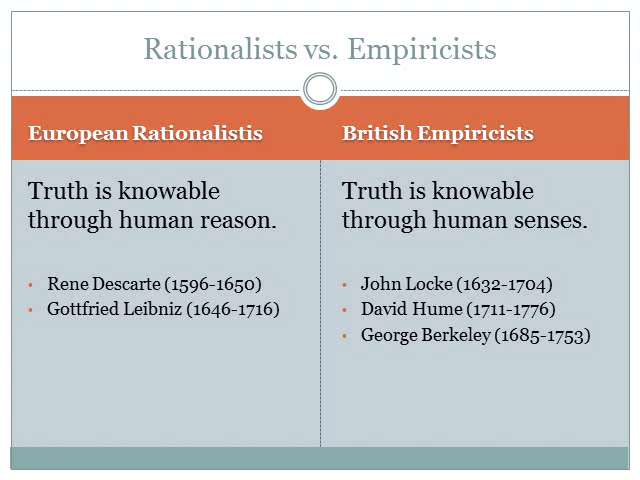 Rationalists vs. Empiricists
European Rationalistis
Truth is knowable
through human reason.
• Rene Descarte (1596-1650)
• Gottfried Leibniz (1646-1716)
British Empiricists
Truth is knowable
through human senses.
• John Locke (1632-1704)
• David Hume (1711-1776)
• George Berkeley (1685-1753)